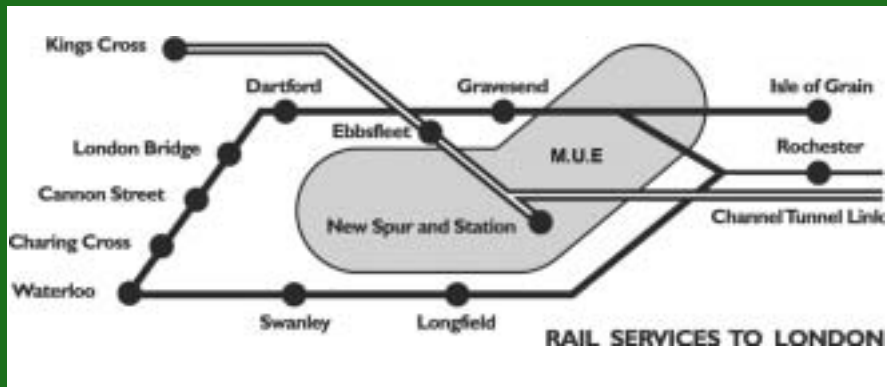 Kings Cross
Dartford
Gravesend
Isle of Grain
Ebbsfleet
London Bridge
M.U.E
Rochester
Cannon Street
New Spur and Station
Channel Tunnel Link
Charing Cross
Waterloo
Swanley
Longfield
RAIL SERVICES TO LONDON